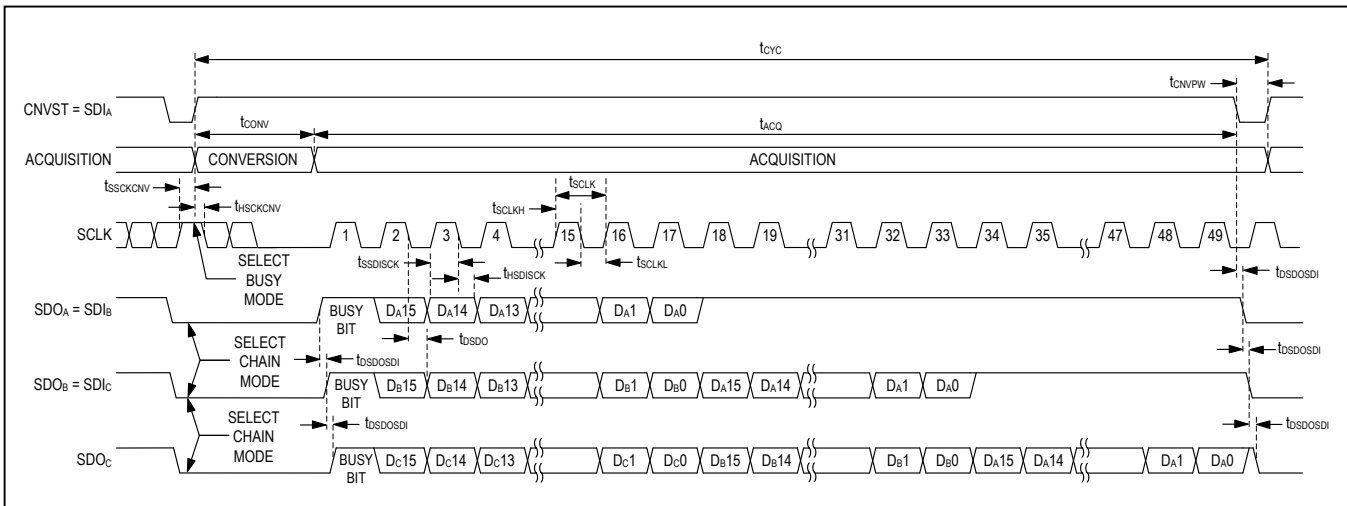 tCYC
tCNVPW
CNVST = SDIA
tCONV
tACQ
ACQUISITION
CONVERSION
ACQUISITION
tSSCKCNV
tHSCKCNV
tSCLK
tSCLKH
SCLK
1
2
3
4
15
16
17
18
19
31
32
33
34
35
47
48
49
SELECT
BUSY
MODE
tSSDISCK
tHSDISCK
tSCLKL
tDSDOSDI
SDOA = SDIB
BUSY
BIT
DA15
DA14
DA13
DA1
DA0
SELECT
CHAIN
MODE
tDSDOSDI
tDSDO
tDSDOSDI
SDOB = SDIC
BUSY
BIT
DB15
DB14
DB13
DB1
DB0
DA15
DA14
DA1
DA0
SELECT
CHAIN
MODE
tDSDOSDI
tDSDOSDI
SDOC
BUSY
BIT
DC15
DC14
DC13
DC1
DC0
DB15
DB14
DB1
DB0
DA15
DA14
DA1
DA0